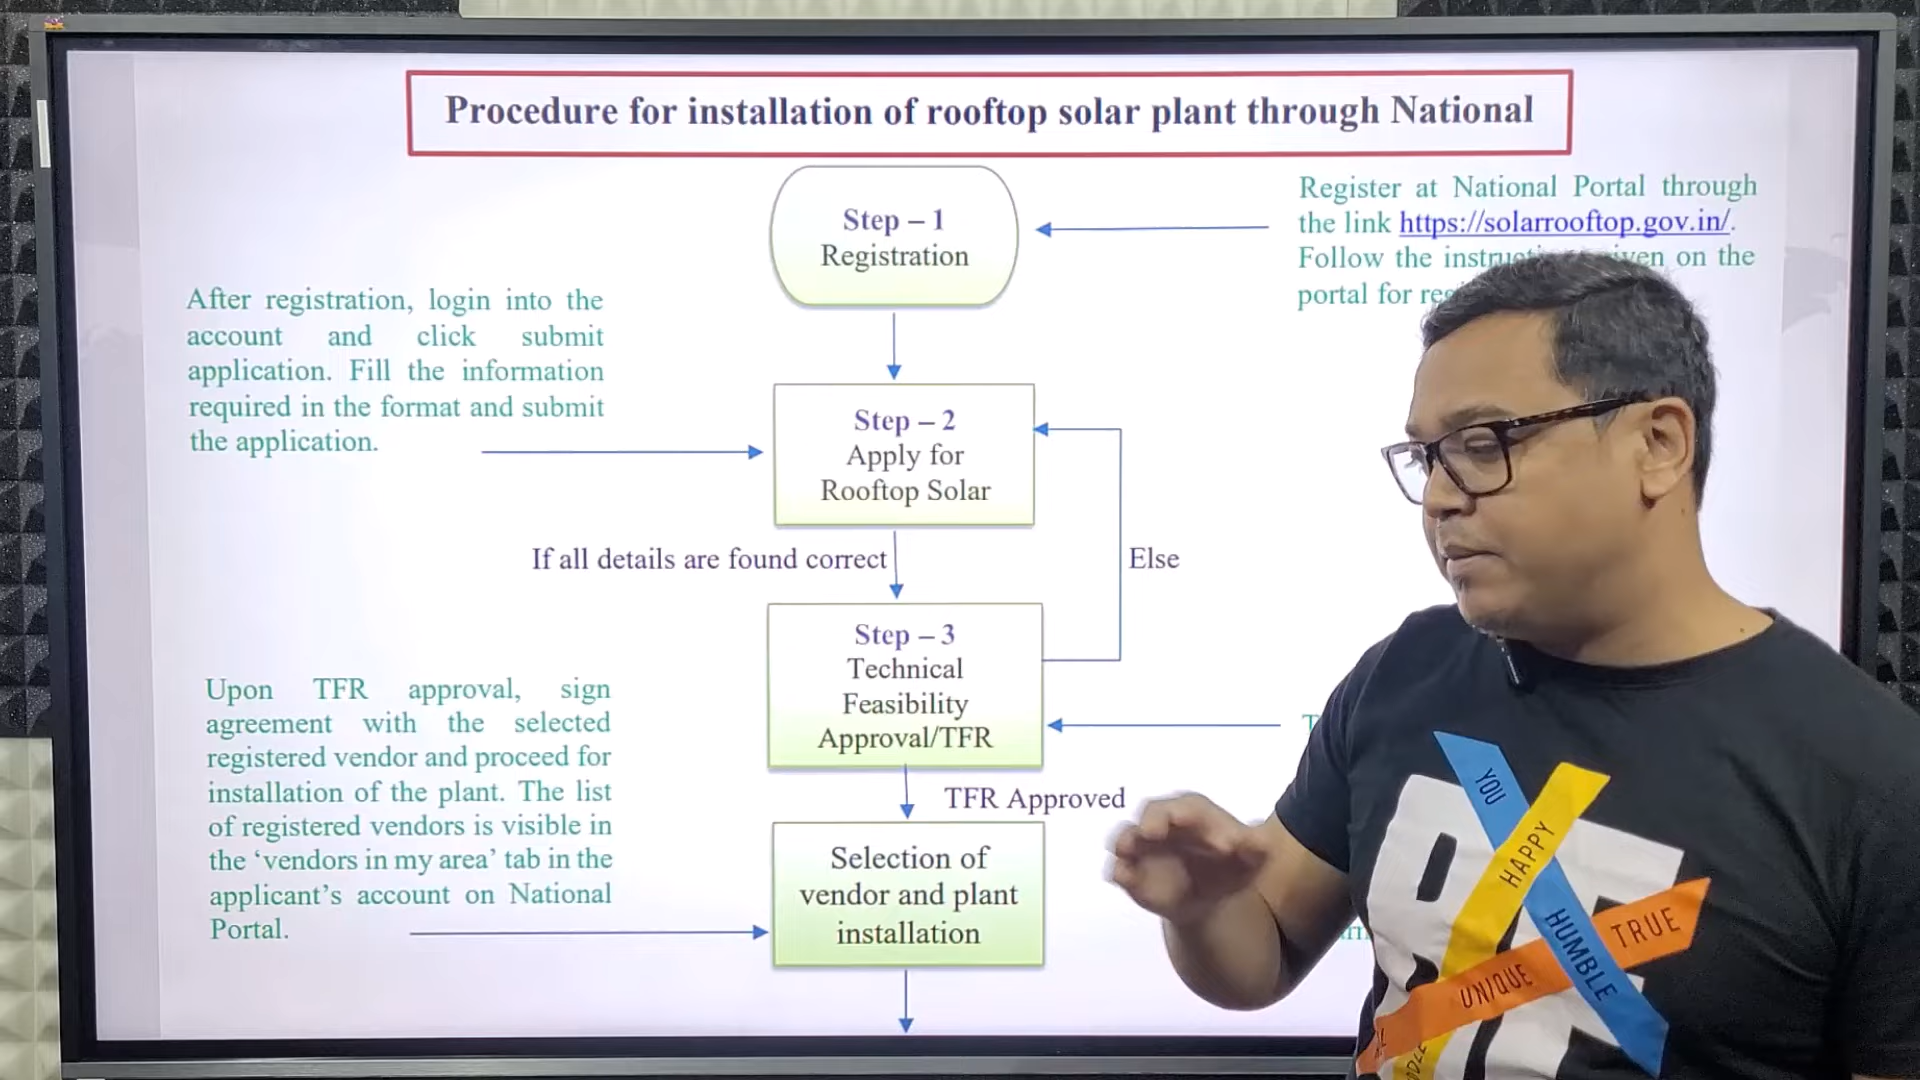 Procedure for installation of rooftop solar plant through National
Step – 1
Registration
Register at National Portal through
the link https://solarrooftop.gov.in/.
Follow the on the
portal for
After registration, login into the
account and click submit
application. Fill the information
required in the format and submit
the application.
Step – 2
Apply for
Rooftop Solar
If all details are found correct
Else
Step – 3
Technical
Feasibility
Approval/TFR
Upon TFR approval, sign
agreement with the selected
registered vendor and proceed for
installation of the plant. The list
of registered vendors is visible in
the ‘vendors in my area’ tab in the
applicant’s account on National
Portal.
TFR Approved
Selection of
vendor and plant
installation
YOU
HAPPY
HUMBLE
TRUE
UNIQUE